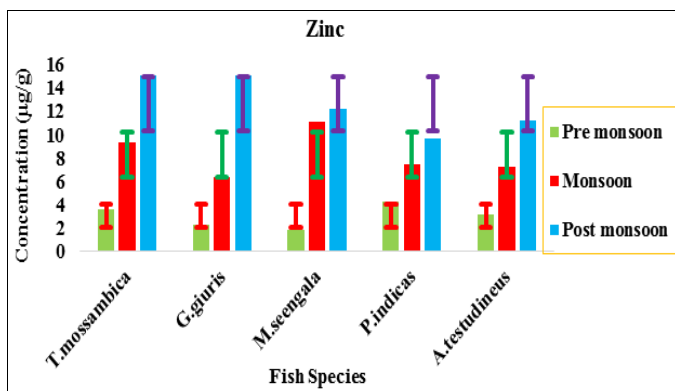 Zinc
Concentration (µg/g)
16
14
12
10
8
6
4
2
0
T.mossambica
G.giuris
M.seengala
P.indicas
A.testudineus
Fish Species
Pre monsoon
Monsoon
Post monsoon